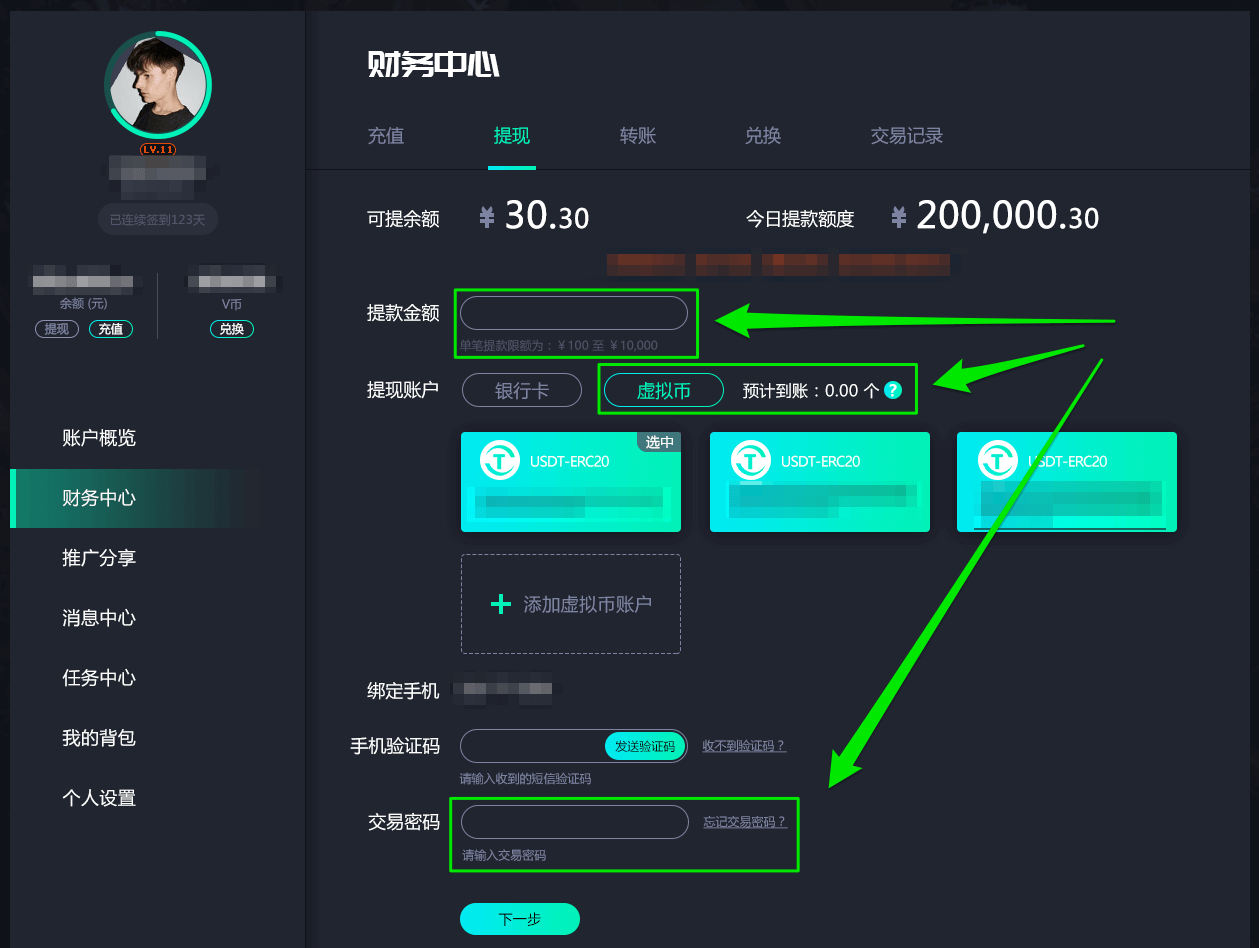 LV.11
已连续签到123天
余额 (元)
V币
提现
充值
兑换
账户概览
财务中心
推广分享
消息中心
任务中心
我的背包
个人设置
财务中心
充值
提现
转账
兑换
交易记录
可提余额
¥ 30.30
今日提款额度
¥ 200,000.30
提款金额
单笔提款限额为：¥100 至 ¥10,000
提现账户
银行卡
虚拟币
预计到账：0.00 个 ?
选中
USDT-ERC20
USDT-ERC20
USDT-ERC20
+ 添加虚拟币账户
绑定手机
手机验证码
发送验证码
收不到验证码？
请输入收到的短信验证码
交易密码
忘记交易密码？
请输入交易密码
下一步